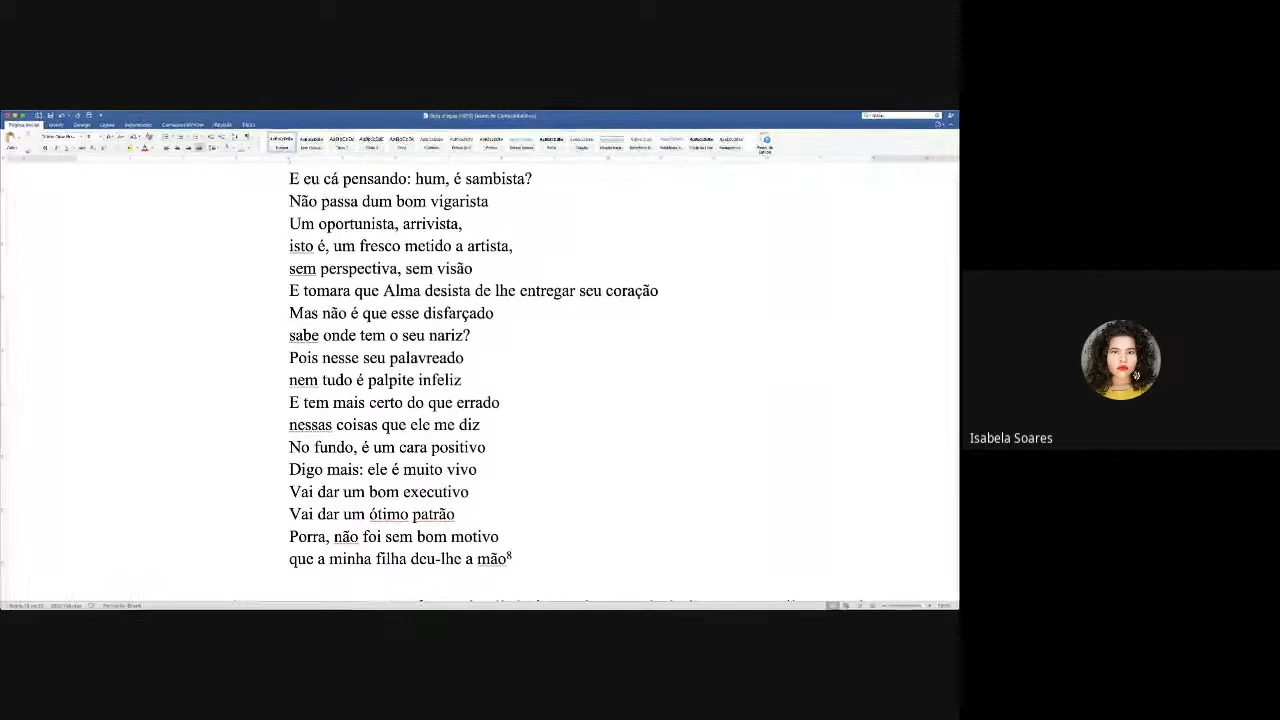 E eu cá pensando: hum, é sambista?
Não passa dum bom vigarista
Um oportunista, arrivista,
isto é, um fresco metido a artista,
sem perspectiva, sem visão
E tomara que Alma desista de lhe entregar seu coração
Mas não é que esse disfarçado
sabe onde tem o seu nariz?
Pois nesse seu palavreado
nem tudo é palpite infeliz
E tem mais certo do que errado
nessas coisas que ele me diz
No fundo, é um cara positivo
Digo mais: ele é muito vivo
Vai dar um bom executivo
Vai dar um ótimo patrão
Porra, não foi sem bom motivo
que a minha filha deu-lhe a mão⁸
Isabela Soares